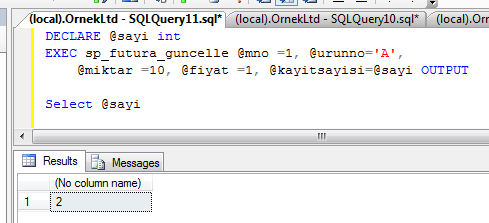 (local).OrnekLtd - SQLQuery11.sql* (local).OrnekLtd - SQLQuery10.sql* (local).Orn
DECLARE @sayi int
EXEC sp_futura_guncelle @mno =1, @urunno='A',
@miktar =10, @fiyat =1, @kayitsayisi=@sayi OUTPUT
Select @sayi
Results Messages
(No column name)
1 2